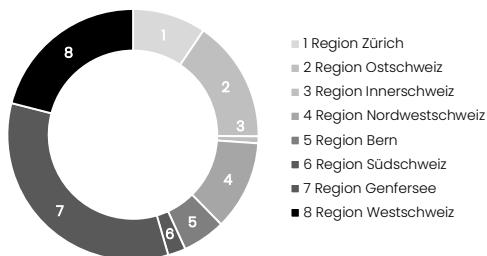 1
2
3
4
5
6
7
8
1 Region Zürich
2 Region Ostschweiz
3 Region Innerschweiz
4 Region Nordwestschweiz
5 Region Bern
6 Region Südschweiz
7 Region Genfersee
8 Region Westschweiz